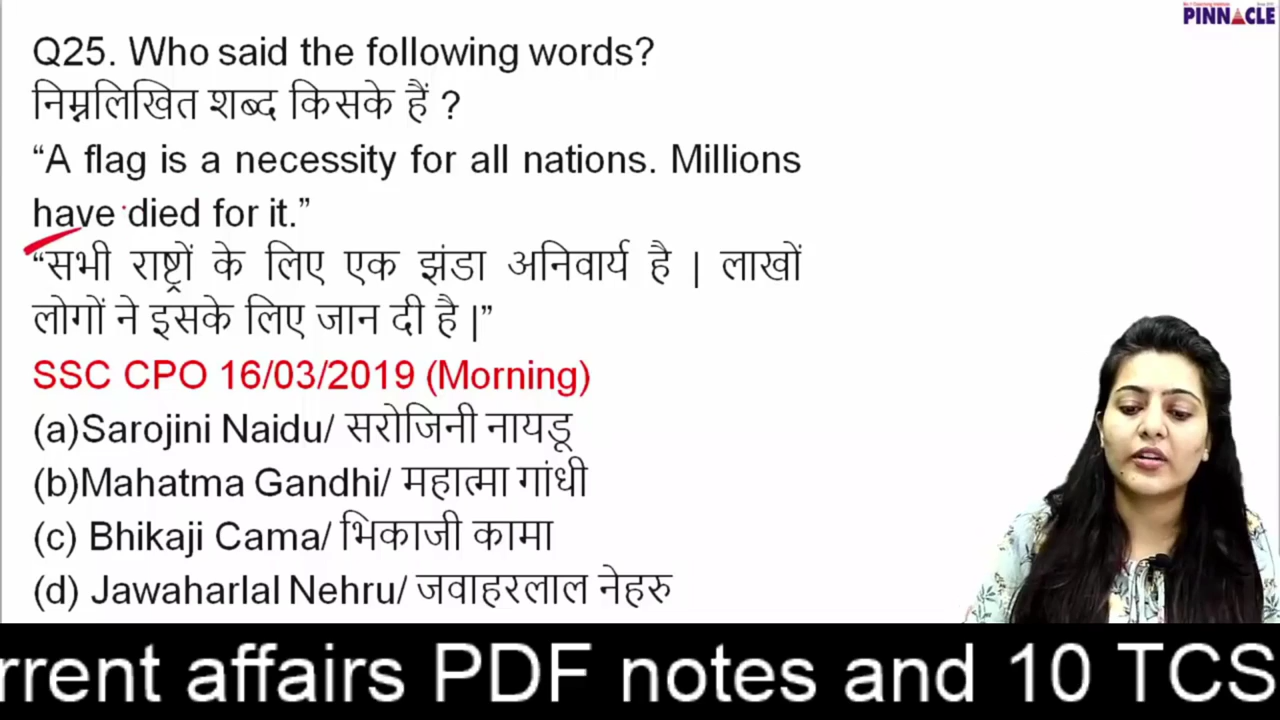 PINNACLE
Q25. Who said the following words?
निम्नलिखित शब्द किसके हैं ?
“A flag is a necessity for all nations. Millions
have died for it.”
“सभी राष्ट्रों के लिए एक झंडा अनिवार्य है | लाखों
लोगों ने इसके लिए जान दी है |”
SSC CPO 16/03/2019 (Morning)
(a)Sarojini Naidu/ सरोजिनी नायडू
(b)Mahatma Gandhi/ महात्मा गांधी
(c) Bhikaji Cama/ भिकाजी कामा
(d) Jawaharlal Nehru/ जवाहरलाल नेहरु
rrent affairs PDF notes and 10 TCS